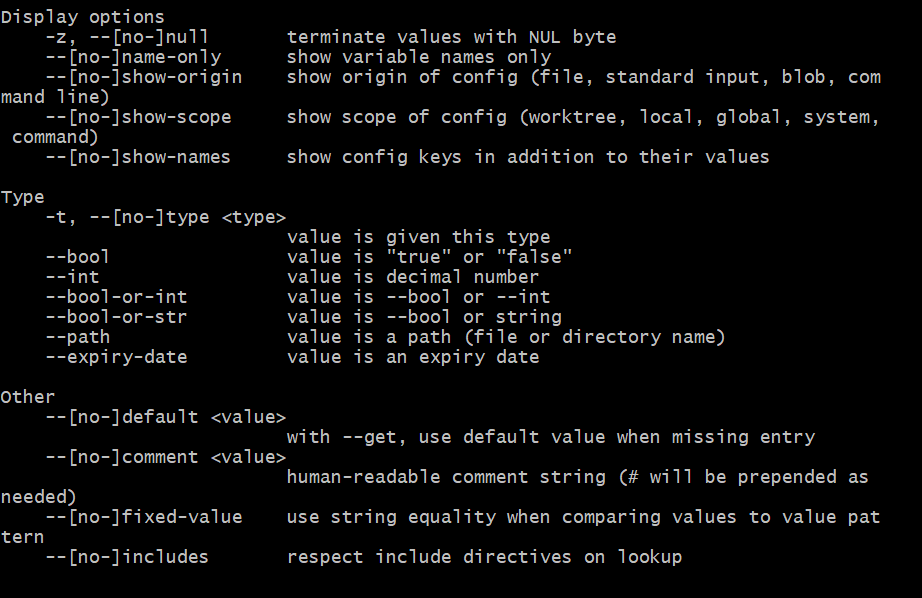 Display options
    -z, --[no-]null       terminate values with NUL byte
    --[no-]name-only      show variable names only
    --[no-]show-origin    show origin of config (file, standard input, blob, com
mand line)
    --[no-]show-scope     show scope of config (worktree, local, global, system,
 command)
    --[no-]show-names     show config keys in addition to their values

Type
    -t, --[no-]type <type>
                          value is given this type
    --bool                value is "true" or "false"
    --int                 value is decimal number
    --bool-or-int         value is --bool or --int
    --bool-or-str         value is --bool or string
    --path                value is a path (file or directory name)
    --expiry-date         value is an expiry date

Other
    --[no-]default <value>
                          with --get, use default value when missing entry
    --[no-]comment <value>
                          human-readable comment string (# will be prepended as
needed)
    --[no-]fixed-value    use string equality when comparing values to value pat
tern
    --[no-]includes       respect include directives on lookup